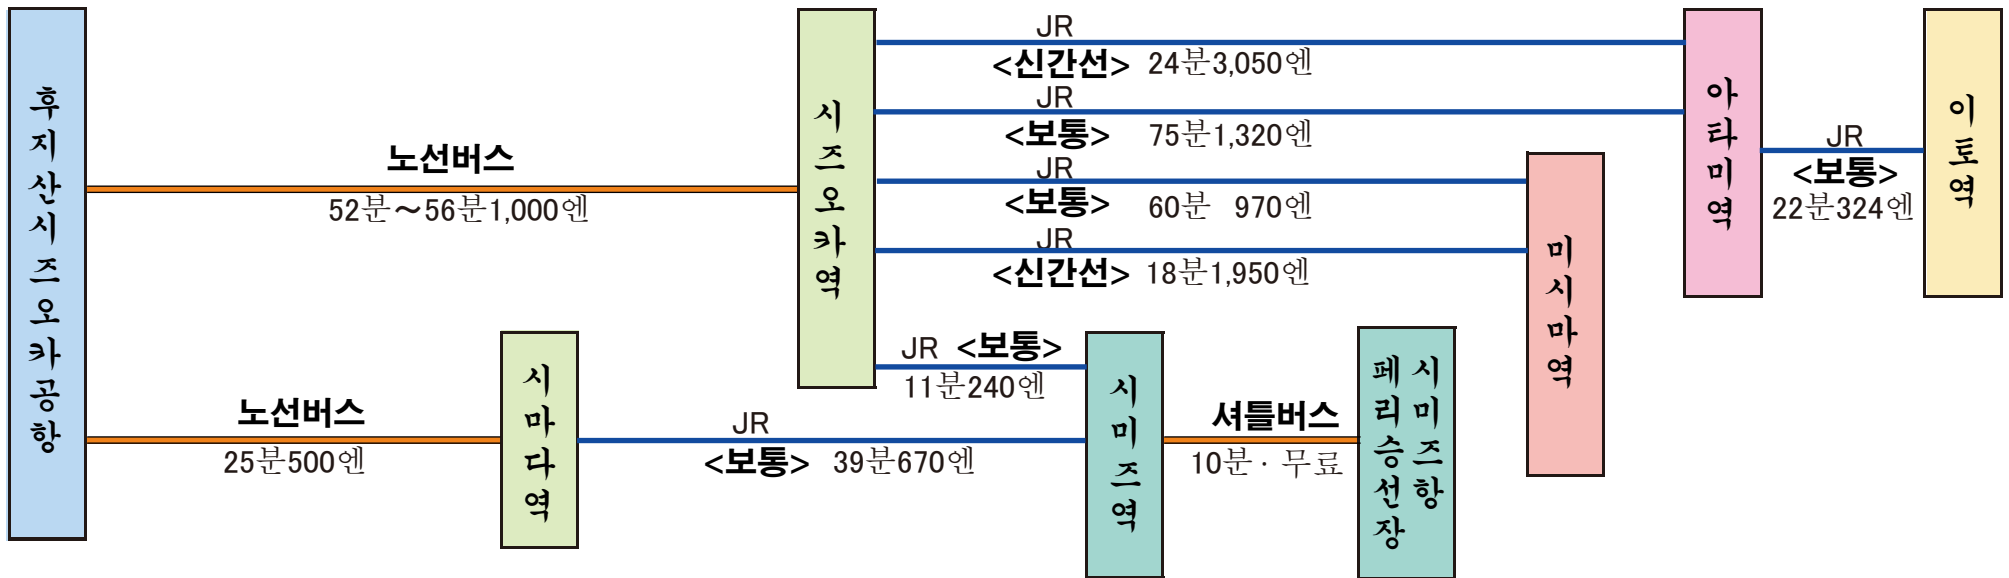 후지산시즈오카공항
노선버스
52분～56분1,000엔
시즈오카역
JR
<신간선> 24분3,050엔
JR
<보통> 75분1,320엔
JR
<보통> 60분 970엔
JR
<신간선> 18분1,950엔
아타미역
JR
<보통>
22분324엔
이토역
미시마역
JR <보통>
11분240엔
노선버스
25분500엔
시마다역
JR
<보통> 39분670엔
시미즈역
셔틀버스
10분 · 무료
시미즈항
페리승선장